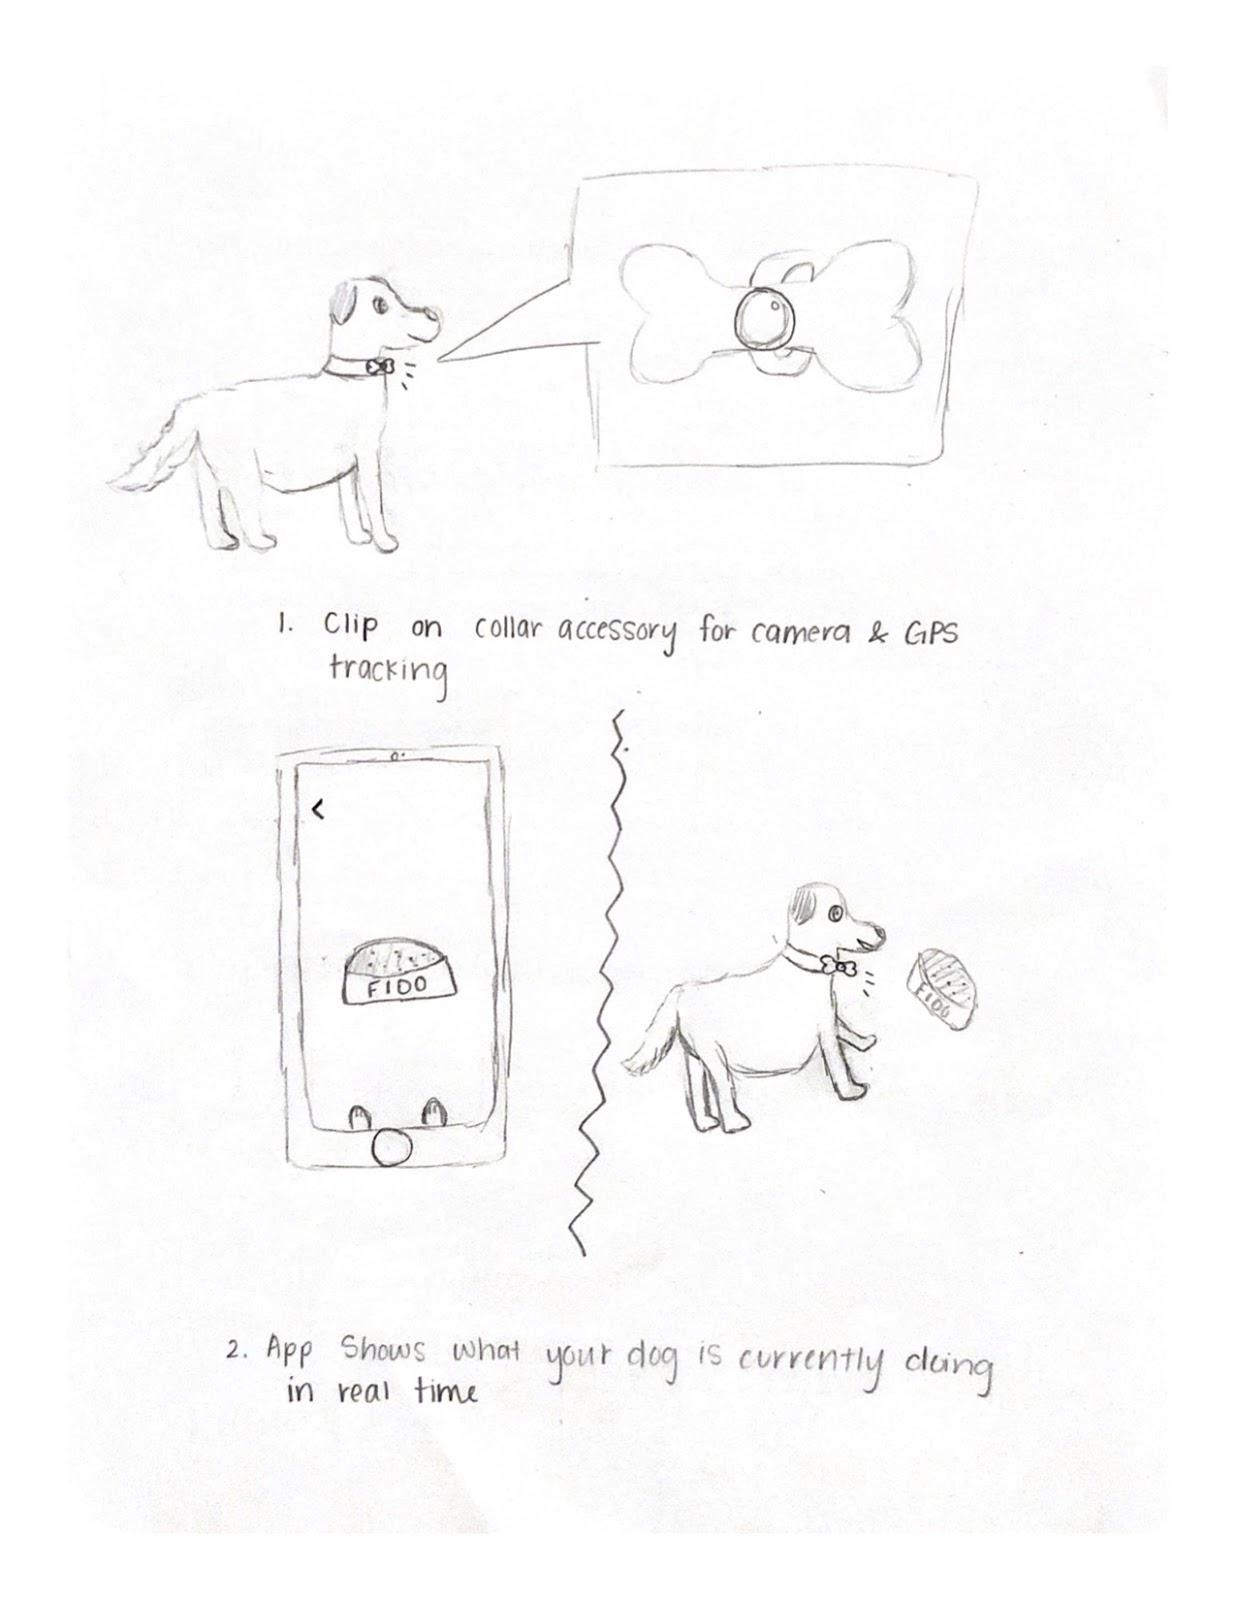 1. Clip on collar accessory for camera & GPS
tracking
<
FIDO
FIDO
2. App Shows what your dog is currently doing
in real time